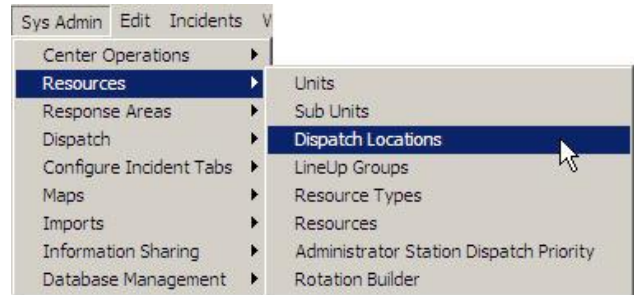 Sys Admin Edit Incidents
Center Operations
Resources
Response Areas
Dispatch
Configure Incident Tabs
Maps
Imports
Information Sharing
Database Management
Units
Sub Units
Dispatch Locations
LineUp Groups
Resource Types
Resources
Administrator Station Dispatch Priority
Rotation Builder